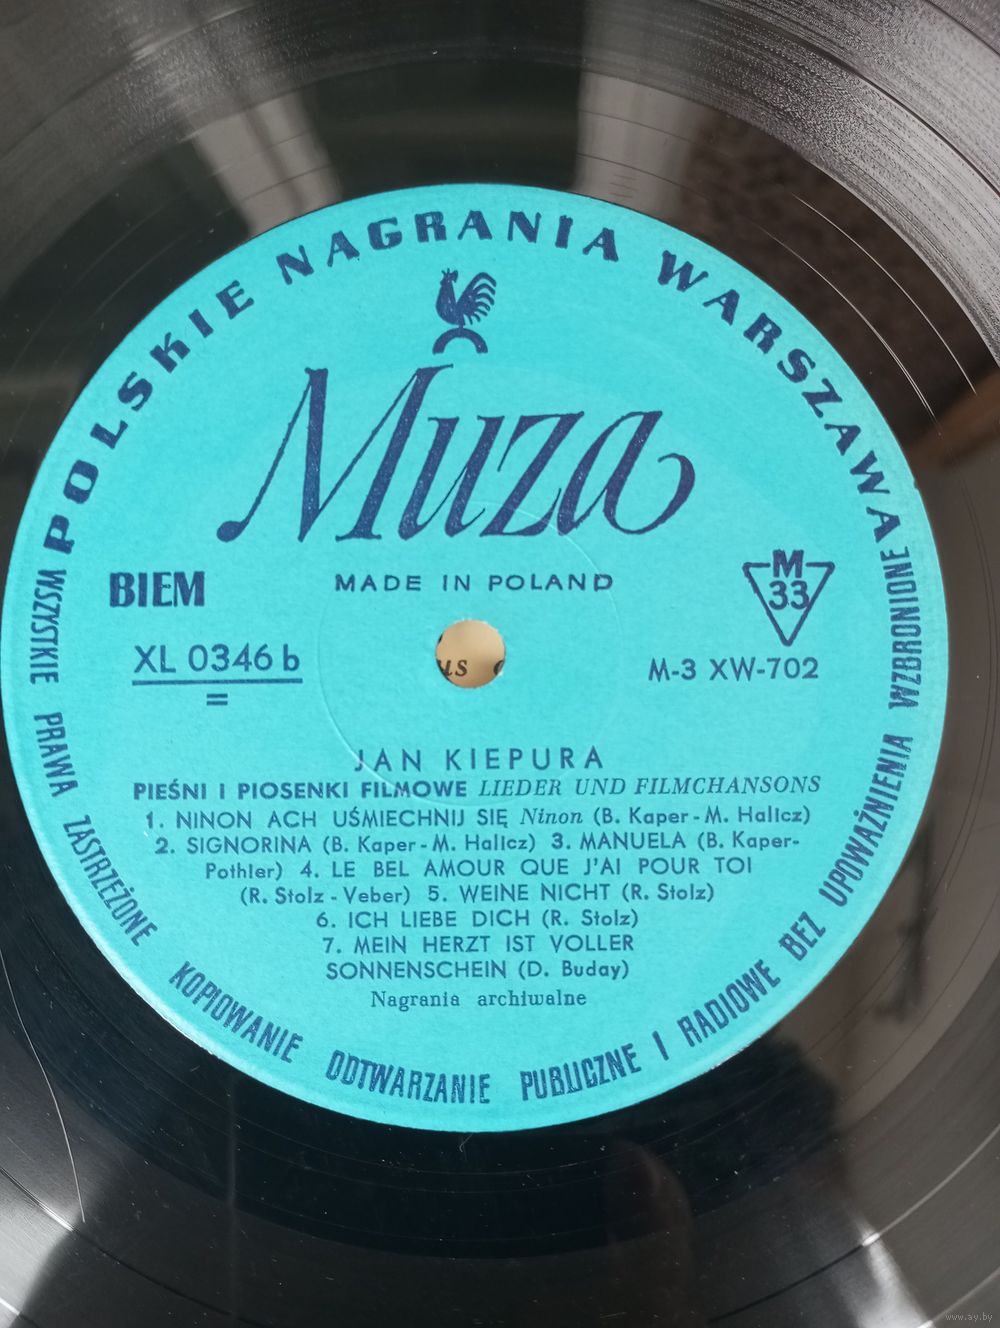 POLSKIE NAGRANIA WARSZAWA
Muza
MADE IN POLAND
BIEM
M
33
XL 0346 b
=
us
M-3 XW-702
JAN KIEPURA
PIEŚNI I PIOSENKI FILMOWE LIEDER UND FILMCHANSONS
1. NINON ACH UŚMIECHNIJ SIĘ Ninon (B. Kaper - M. Halicz)
2. SIGNORINA (B. Kaper - M. Halicz) 3. MANUELA (B. Kaper-
Pothier) 4. LE BEL AMOUR QUE J'AI POUR TOI
(R. Stolz - Veber) 5. WEINE NICHT (R. Stolz)
6. ICH LIEBE DICH (R. Stolz)
7. MEIN HERZT IST VOLLER
SONNENSCHEIN (D. Buday)
Nagrania archiwalne
WSZYSTKIE PRAWA ZASTRZEŻONE KOPIOWANIE ODTWARZANIE PUBLICZNE I RADIOWE BEZ UPOWAŻNIENIA WZBRONIONE
www.ay.by